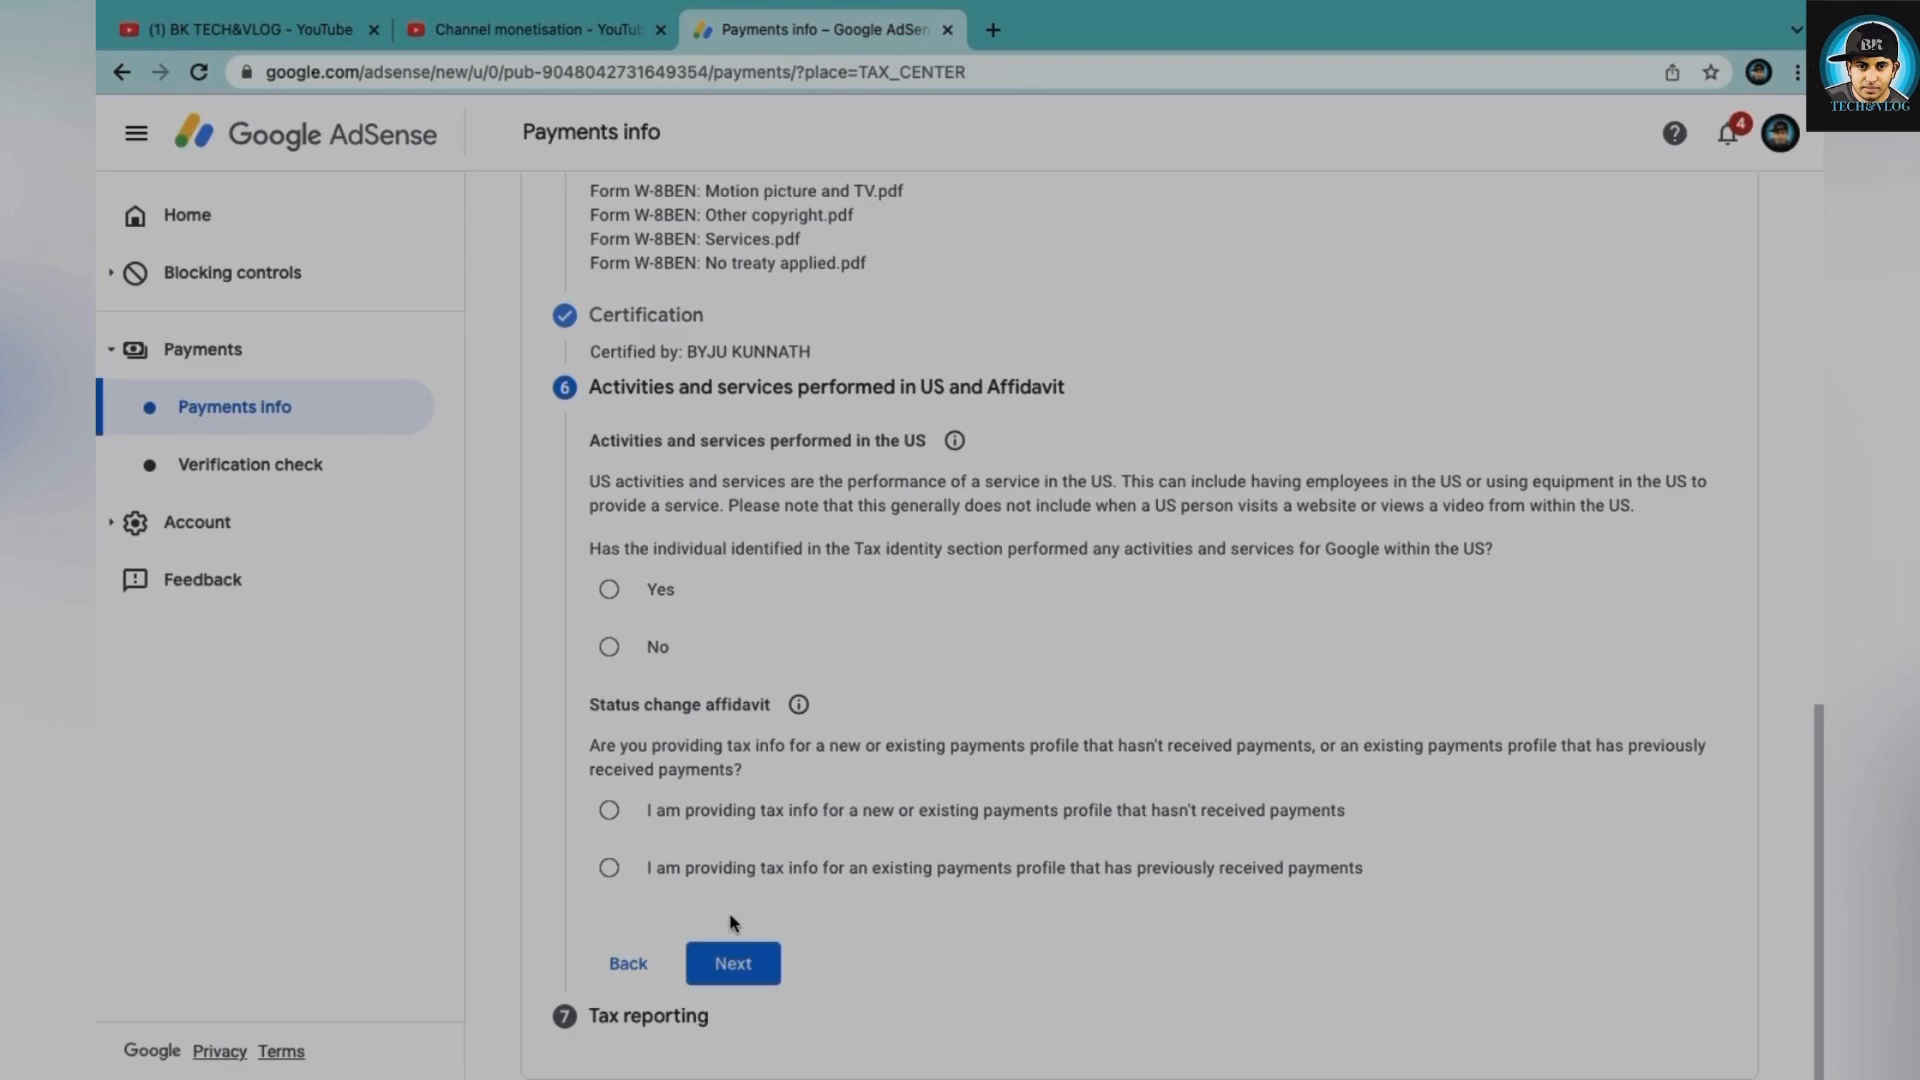 (1) BK TECH&VLOG - YouTube
Channel monetisation - YouTub
Payments info – Google AdSen
google.com/adsense/new/u/0/pub-9048042731649354/payments/?place=TAX_CENTER
BK
TECH&VLOG
Google AdSense
Payments info
4
Home
Blocking controls
Payments
Payments info
Verification check
Account
Feedback
Form W-8BEN: Motion picture and TV.pdf
Form W-8BEN: Other copyright.pdf
Form W-8BEN: Services.pdf
Form W-8BEN: No treaty applied.pdf
Certification
Certified by: BYJU KUNNATH
6 Activities and services performed in US and Affidavit
Activities and services performed in the US
US activities and services are the performance of a service in the US. This can include having employees in the US or using equipment in the US to
provide a service. Please note that this generally does not include when a US person visits a website or views a video from within the US.
Has the individual identified in the Tax identity section performed any activities and services for Google within the US?
Yes
No
Status change affidavit
Are you providing tax info for a new or existing payments profile that hasn't received payments, or an existing payments profile that has previously
received payments?
I am providing tax info for a new or existing payments profile that hasn't received payments
I am providing tax info for an existing payments profile that has previously received payments
Back Next
7 Tax reporting
Google Privacy Terms